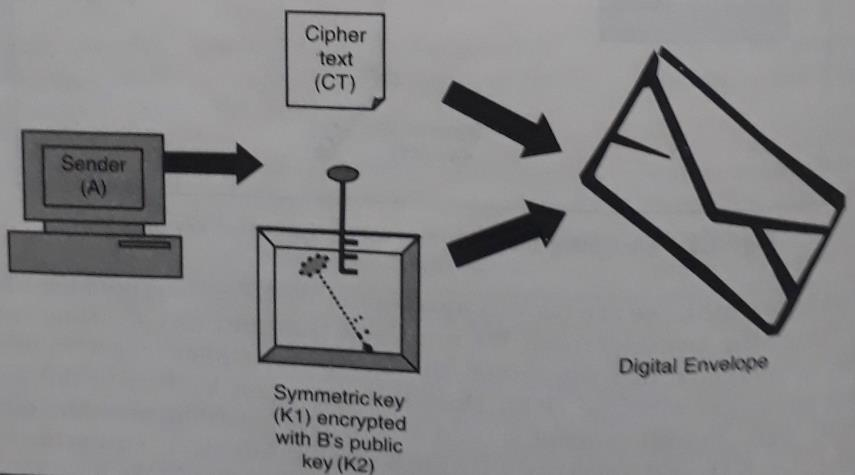 Cipher
text
(CT)
Sender
(A)
Digital Envelope
Symmetric key
(K1) encrypted
with B's public
key (K2)